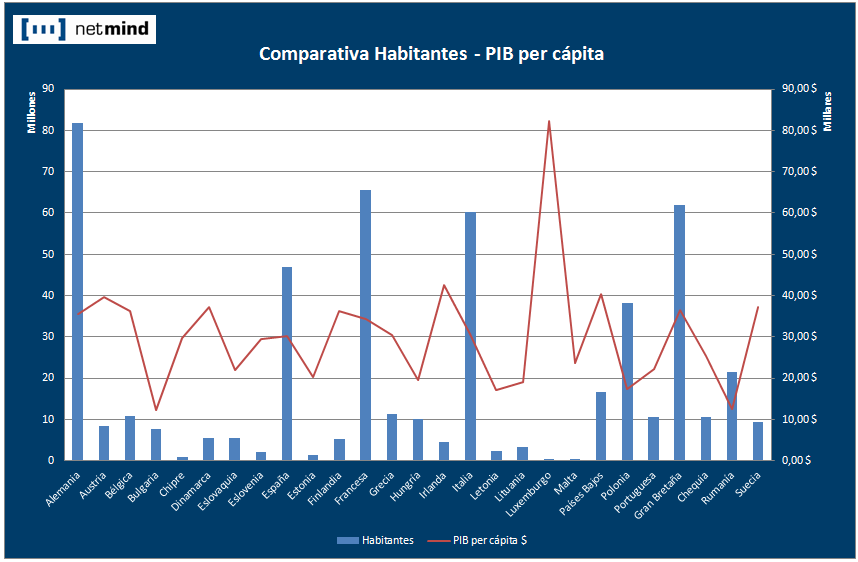 netmind
Comparativa Habitantes - PIB per cápita
Millones
Millares
90
80
70
60
50
40
30
20
10
0
90,00 $
80,00 $
70,00 $
60,00 $
50,00 $
40,00 $
30,00 $
20,00 $
10,00 $
0,00 $
Alemania
Austria
Bélgica
Bulgaria
Chipre
Dinamarca
Eslovaquia
Eslovenia
España
Estonia
Finlandia
Francesa
Grecia
Hungría
Irlanda
Italia
Letonia
Lituania
Luxemburgo
Malta
Países Bajos
Polonia
Portuguesa
Gran Bretaña
Chequia
Rumanía
Suecia
Habitantes
PIB per cápita $